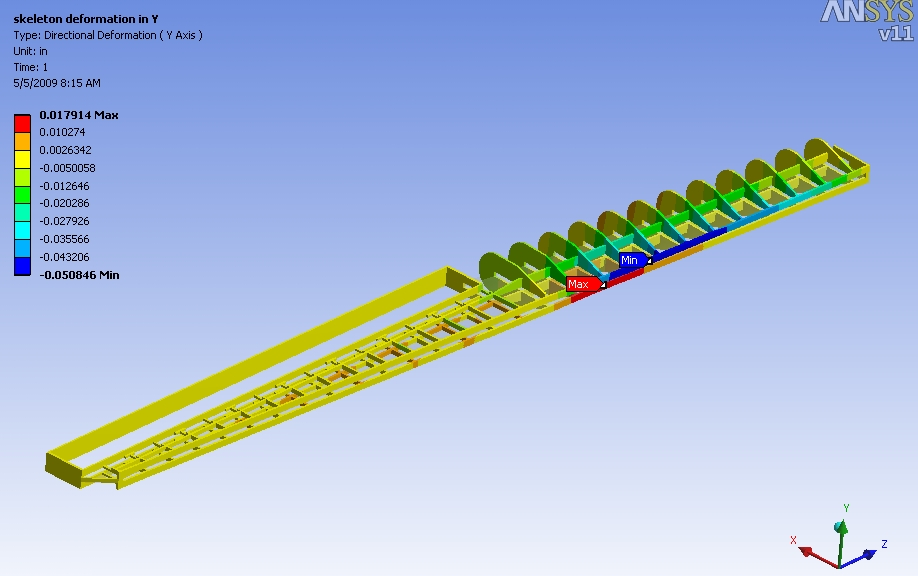 skeleton deformation in Y
Type: Directional Deformation ( Y Axis )
Unit: in
Time: 1
5/5/2009 8:15 AM
ANSYS
v11
0.017914 Max
0.010274
0.0026342
-0.0050058
-0.012646
-0.020286
-0.027926
-0.035566
-0.043206
-0.050846 Min
Min
Max
Y
X
Z